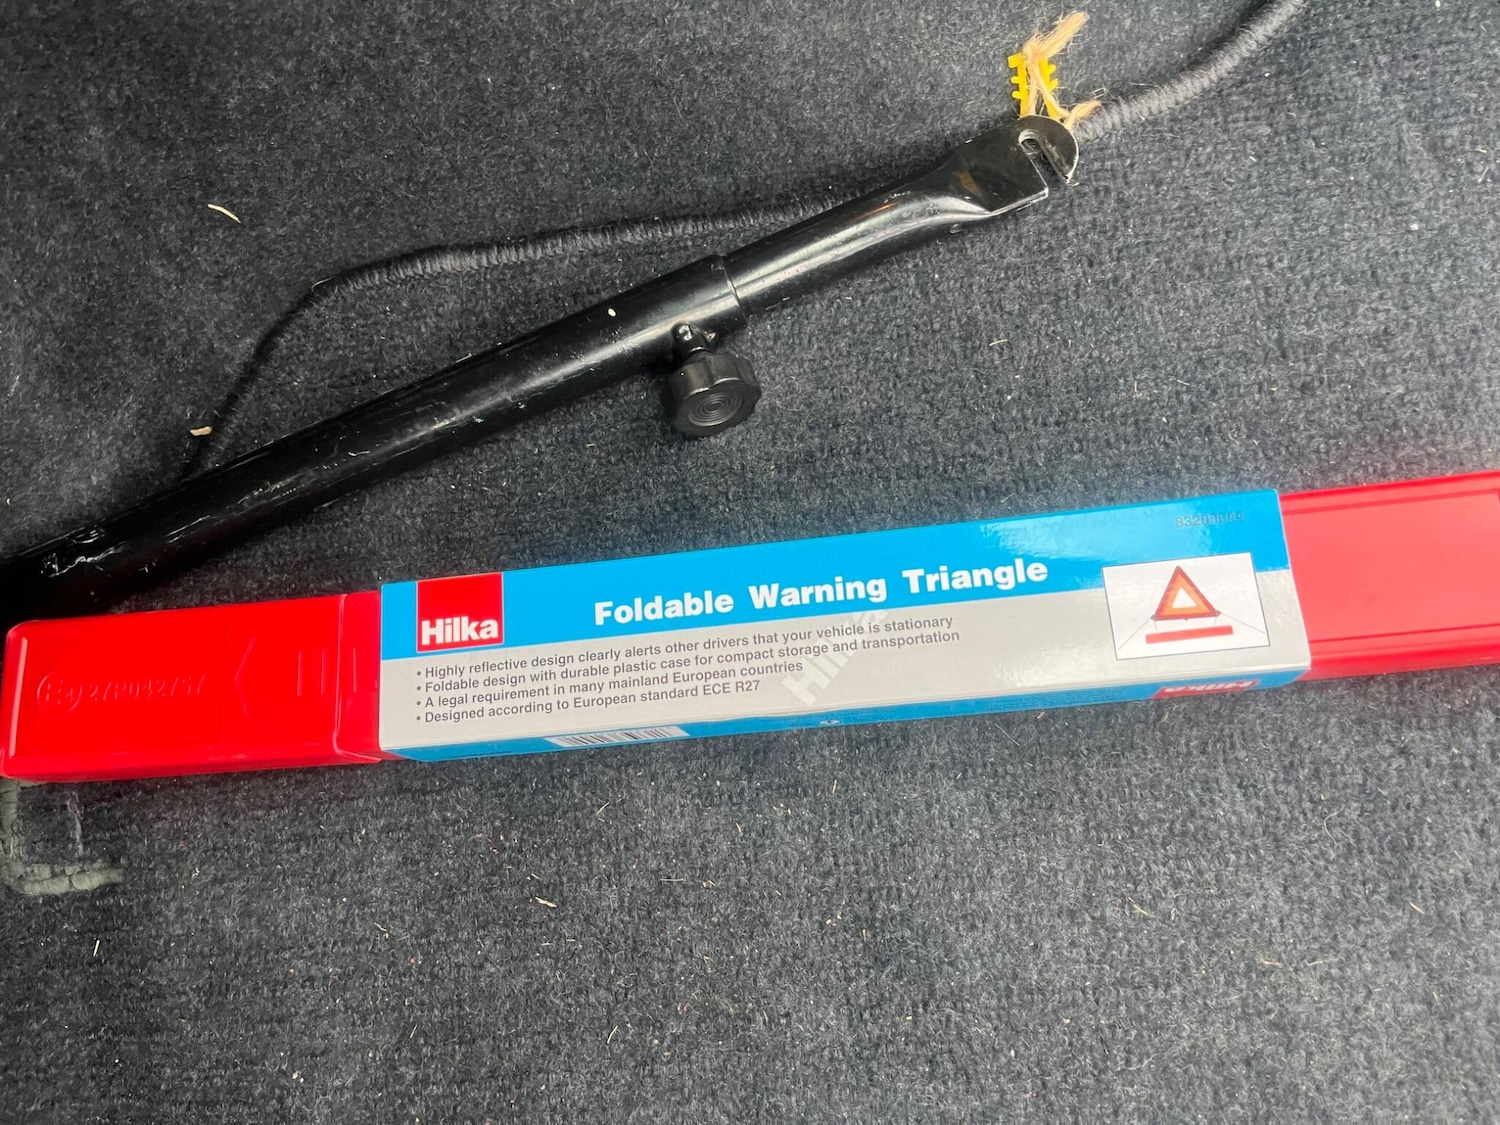 Hilka
Foldable Warning Triangle
• Highly reflective design clearly alerts other drivers that your vehicle is stationary
• Foldable design with durable plastic case for compact storage and transportation
• A legal requirement in many mainland European countries
• Designed according to European standard ECE R27
Hilka
Hilka